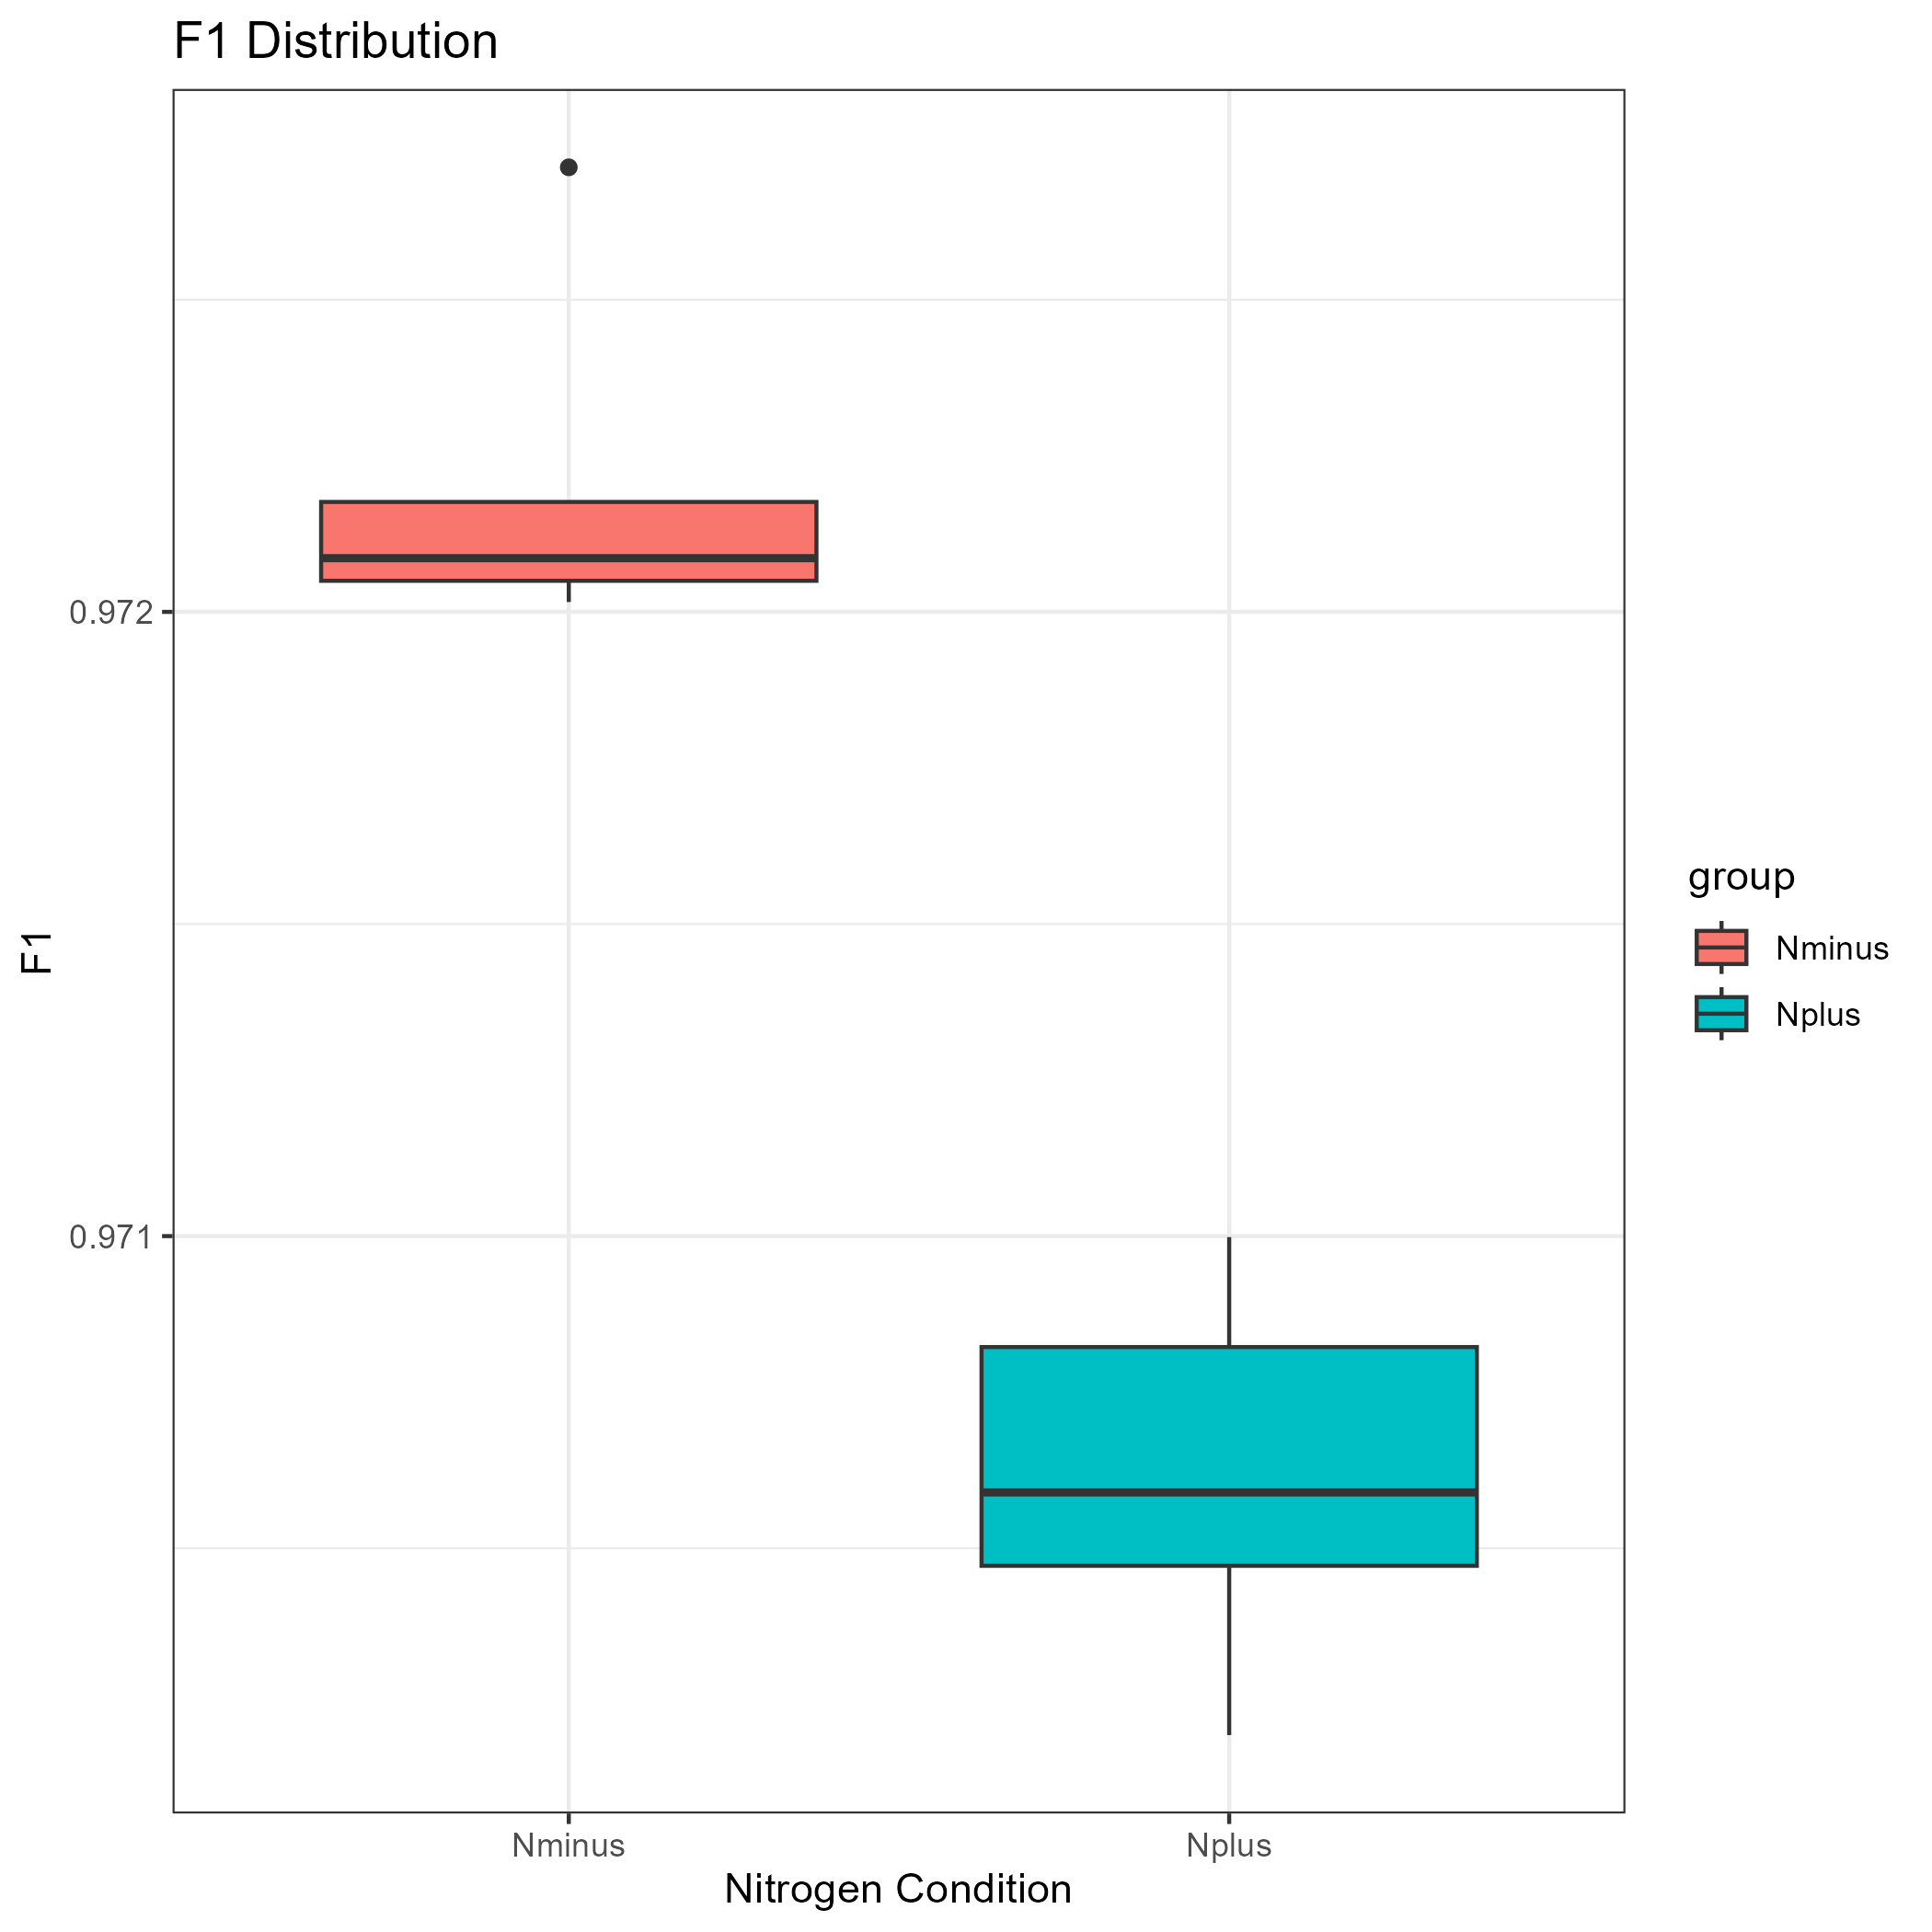 F1 Distribution
0.972
0.971
F1
Nminus
Nplus
Nitrogen Condition
group
Nminus
Nplus